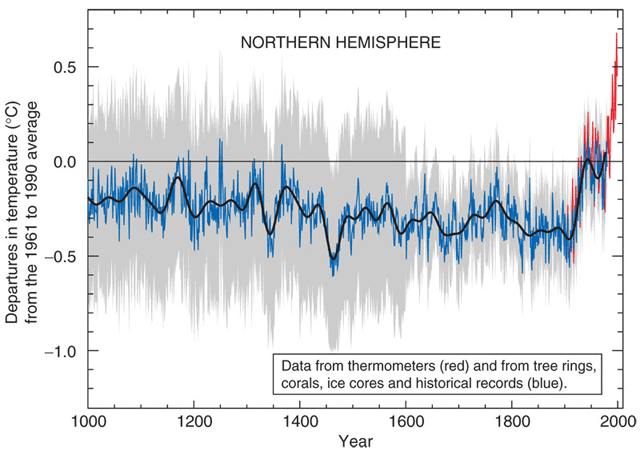 NORTHERN HEMISPHERE
Departures in temperature (°C)
from the 1961 to 1990 average
0.5
0.0
−0.5
−1.0
Data from thermometers (red) and from tree rings,
corals, ice cores and historical records (blue).
1000 1200 1400 1600 1800 2000
Year